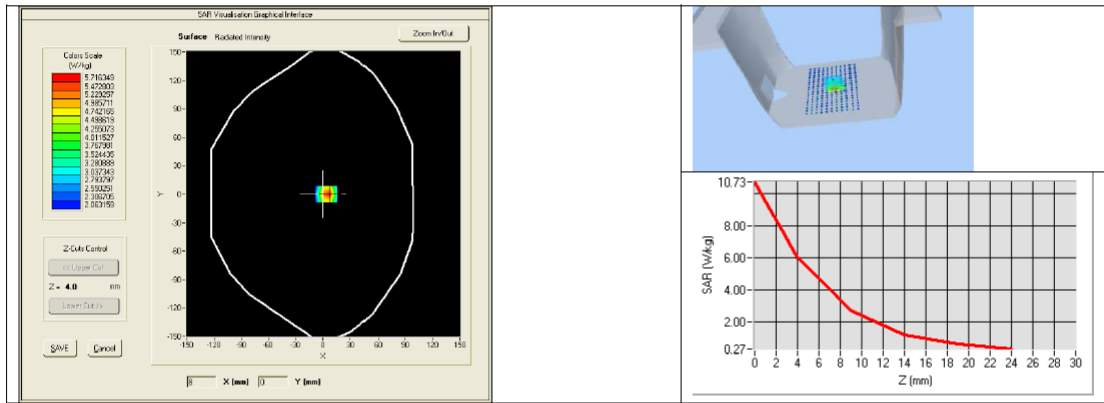 SAR Visualisation Graphical Interface
Surface Radiated Intensity
Zoom In/Out
Colors Scale
(W/kg)
5.716349
5.472903
5.229257
4.985711
4.742165
4.498619
4.255073
4.011527
3.767981
3.524435
3.280889
3.037343
2.793797
2.550251
2.306705
2.063159
Z-Cuts Control
<< Upper Cut
Z = 4.0 mm
Lower Cut >>
SAVE Cancel
150
120
90
60
30
0
-30
-60
-90
-120
-150
Y
-150 -120 -90 -60 -30 0 30 60 90 120 150
X
8 X (mm) 0 Y (mm)
10.73
8.00
6.00
4.00
2.00
0.27
SAR (W/kg)
0 2 4 6 8 10 12 14 16 18 20 22 24 26 28 30
Z (mm)